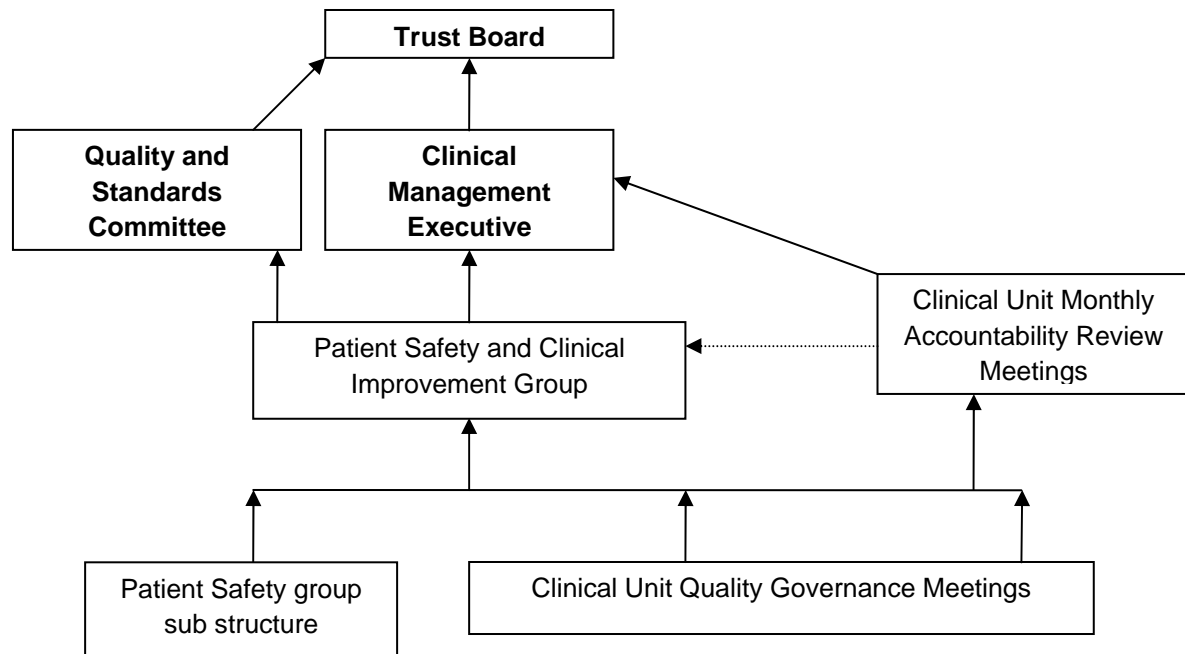 Trust Board
Quality and
Standards
Committee
Clinical
Management
Executive
Clinical Unit Monthly
Accountability Review
Meetings
Patient Safety and Clinical
Improvement Group
Patient Safety group
sub structure
Clinical Unit Quality Governance Meetings